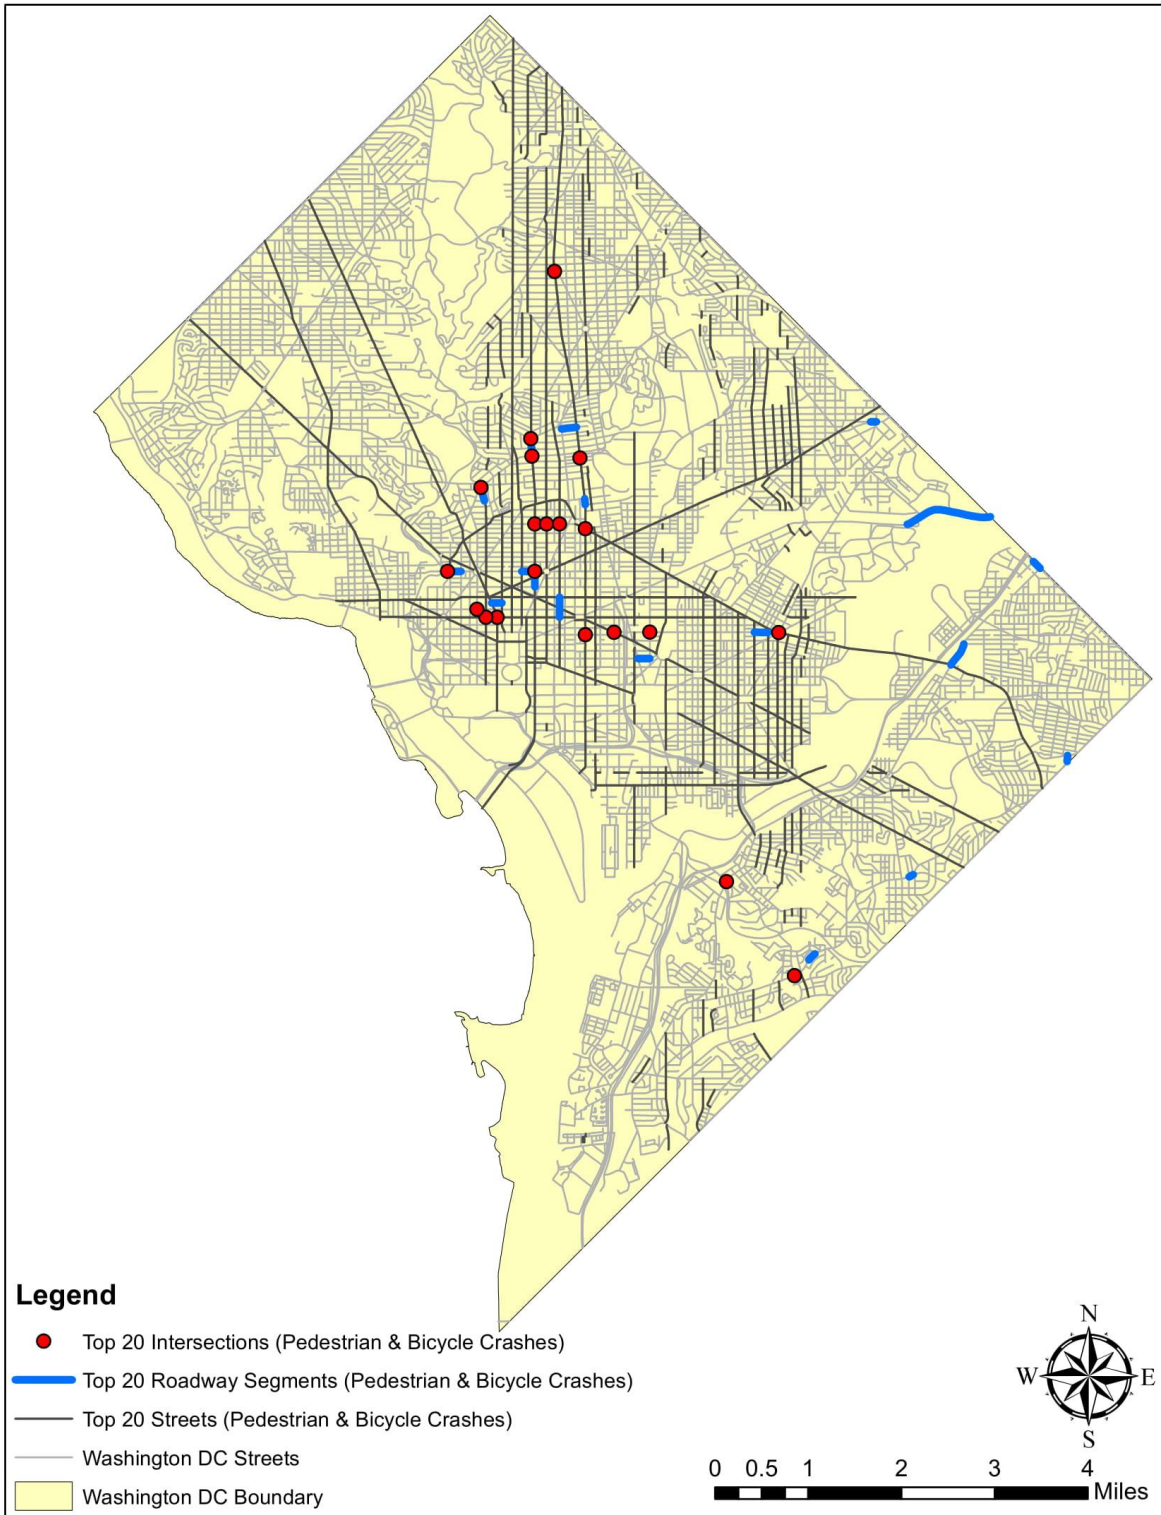 Legend
Top 20 Intersections (Pedestrian & Bicycle Crashes)
Top 20 Roadway Segments (Pedestrian & Bicycle Crashes)
Top 20 Streets (Pedestrian & Bicycle Crashes)
Washington DC Streets
Washington DC Boundary
N
W E
S
0 0.5 1 2 3 4
Miles